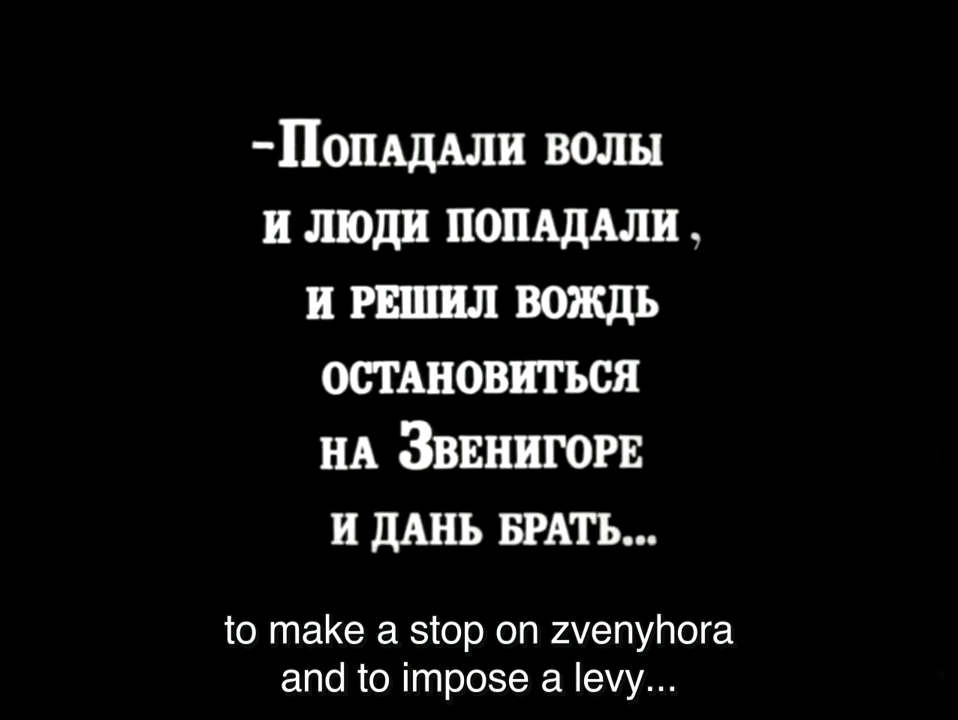 -Попадали волы
и люди попадали,
и решил вождь
остановиться
на Звенигоре
и дань брать...
to make a stop on zvenyhora
and to impose a levy...